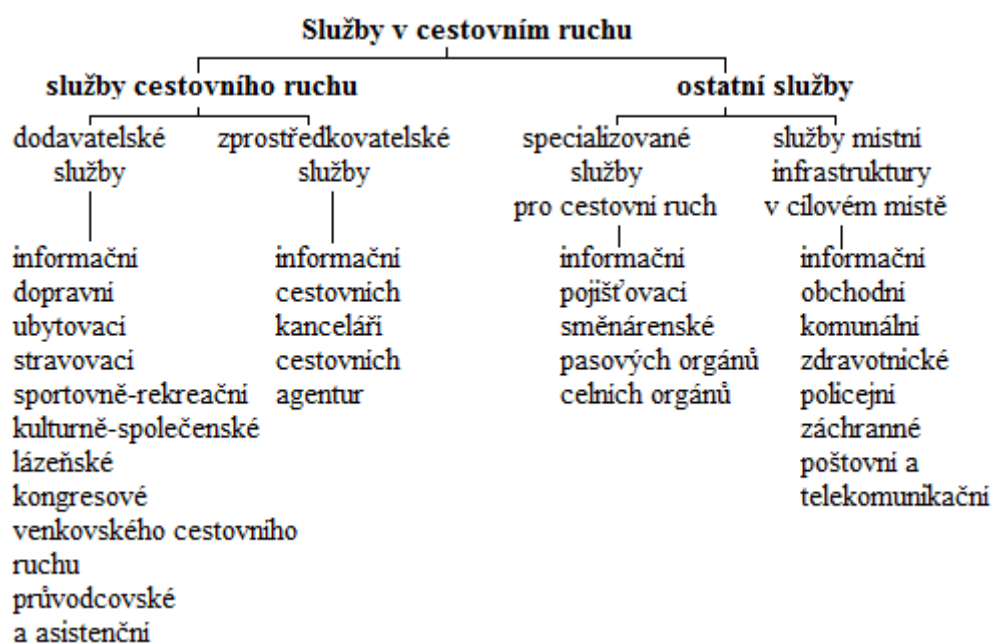 Služby v cestovním ruchu
služby cestovního ruchu
ostatní služby
dodavatelské
služby
zprostředkovatelské
služby
specializované
služby
pro cestovní ruch
služby místní
infrastruktury
v cílovém místě
informační
dopravní
ubytovací
stravovací
sportovně-rekreační
kulturně-společenské
lázeňské
kongresové
venkovského cestovního
ruchu
průvodcovské
a asistenční
informační
cestovních
kanceláří
cestovních
agentur
informační
pojišťovací
směnárenské
pasových orgánů
celních orgánů
informační
obchodní
komunální
zdravotnické
policejní
záchranné
poštovní a
telekomunikační